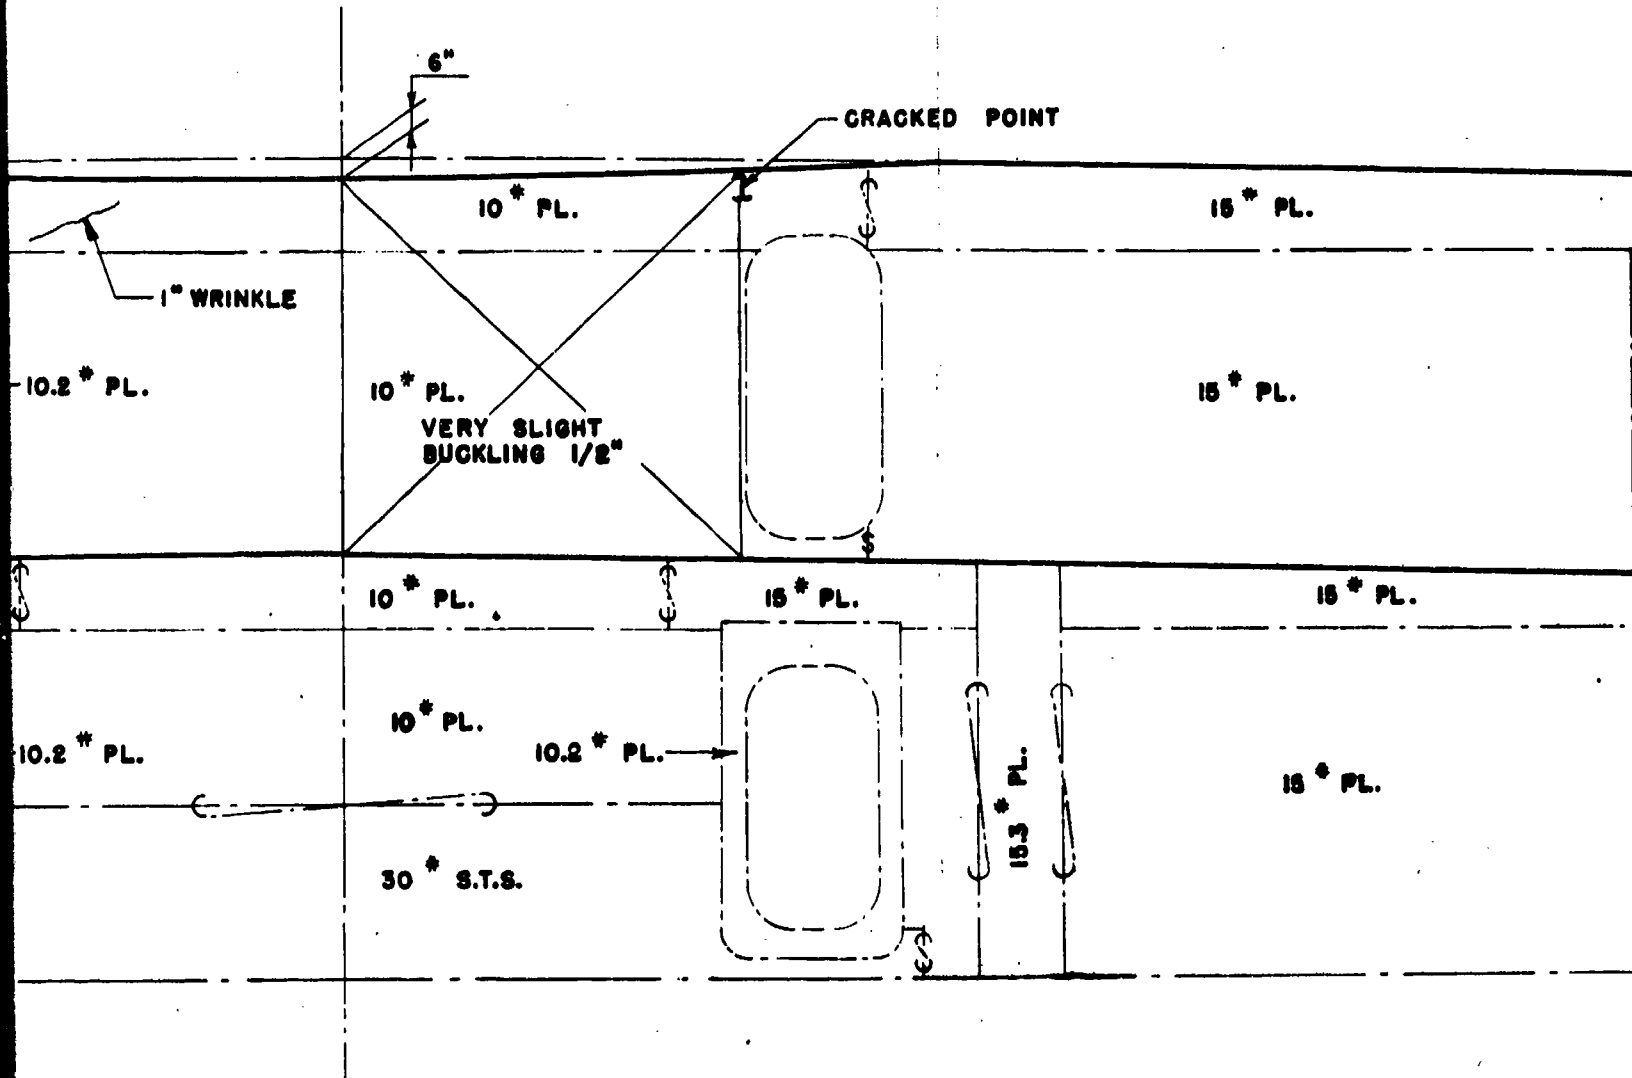 6"
CRACKED POINT
10 # PL.
15 # PL.
1" WRINKLE
10.2 # PL.
10 # PL.
15 # PL.
VERY SLIGHT
BUCKLING 1/2"
10 # PL.
15 # PL.
15 # PL.
10 # PL.
10.2 # PL.
10.2 # PL.
15.3 # PL.
15 # PL.
30 # S.T.S.